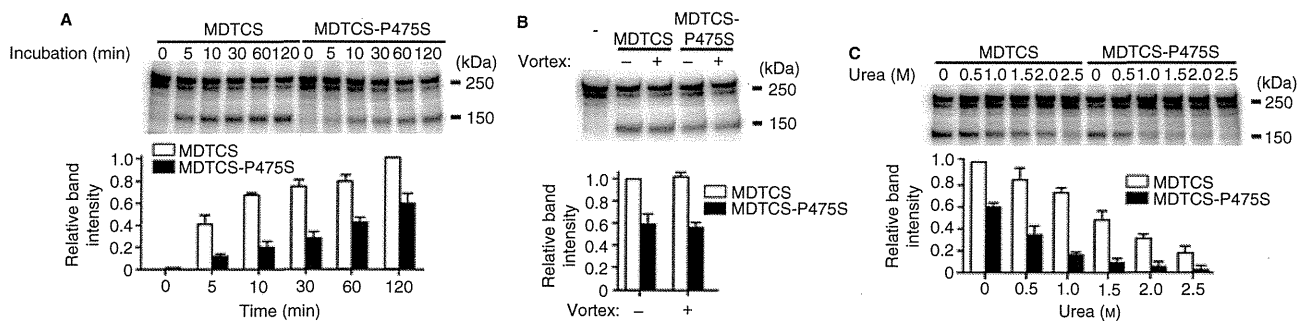 A
MDTCS MDTCS-P475S
Incubation (min) 0 5 10 30 60 120 0 5 10 30 60 120
(kDa)
250
150
MDTCS
MDTCS-P475S
Relative band intensity
1.0
0.8
0.6
0.4
0.2
0
0 5 10 30 60 120
Time (min)
B
MDTCS MDTCS-P475S
Vortex: – + – +
(kDa)
250
150
MDTCS
MDTCS-P475S
Relative band intensity
1.0
0.8
0.6
0.4
0.2
0
Vortex: – +
C
MDTCS MDTCS-P475S
Urea (M) 0 0.5 1.0 1.5 2.0 2.5 0 0.5 1.0 1.5 2.0 2.5
(kDa)
250
150
MDTCS
MDTCS-P475S
Relative band intensity
1.0
0.8
0.6
0.4
0.2
0
0 0.5 1.0 1.5 2.0 2.5
Urea (M)